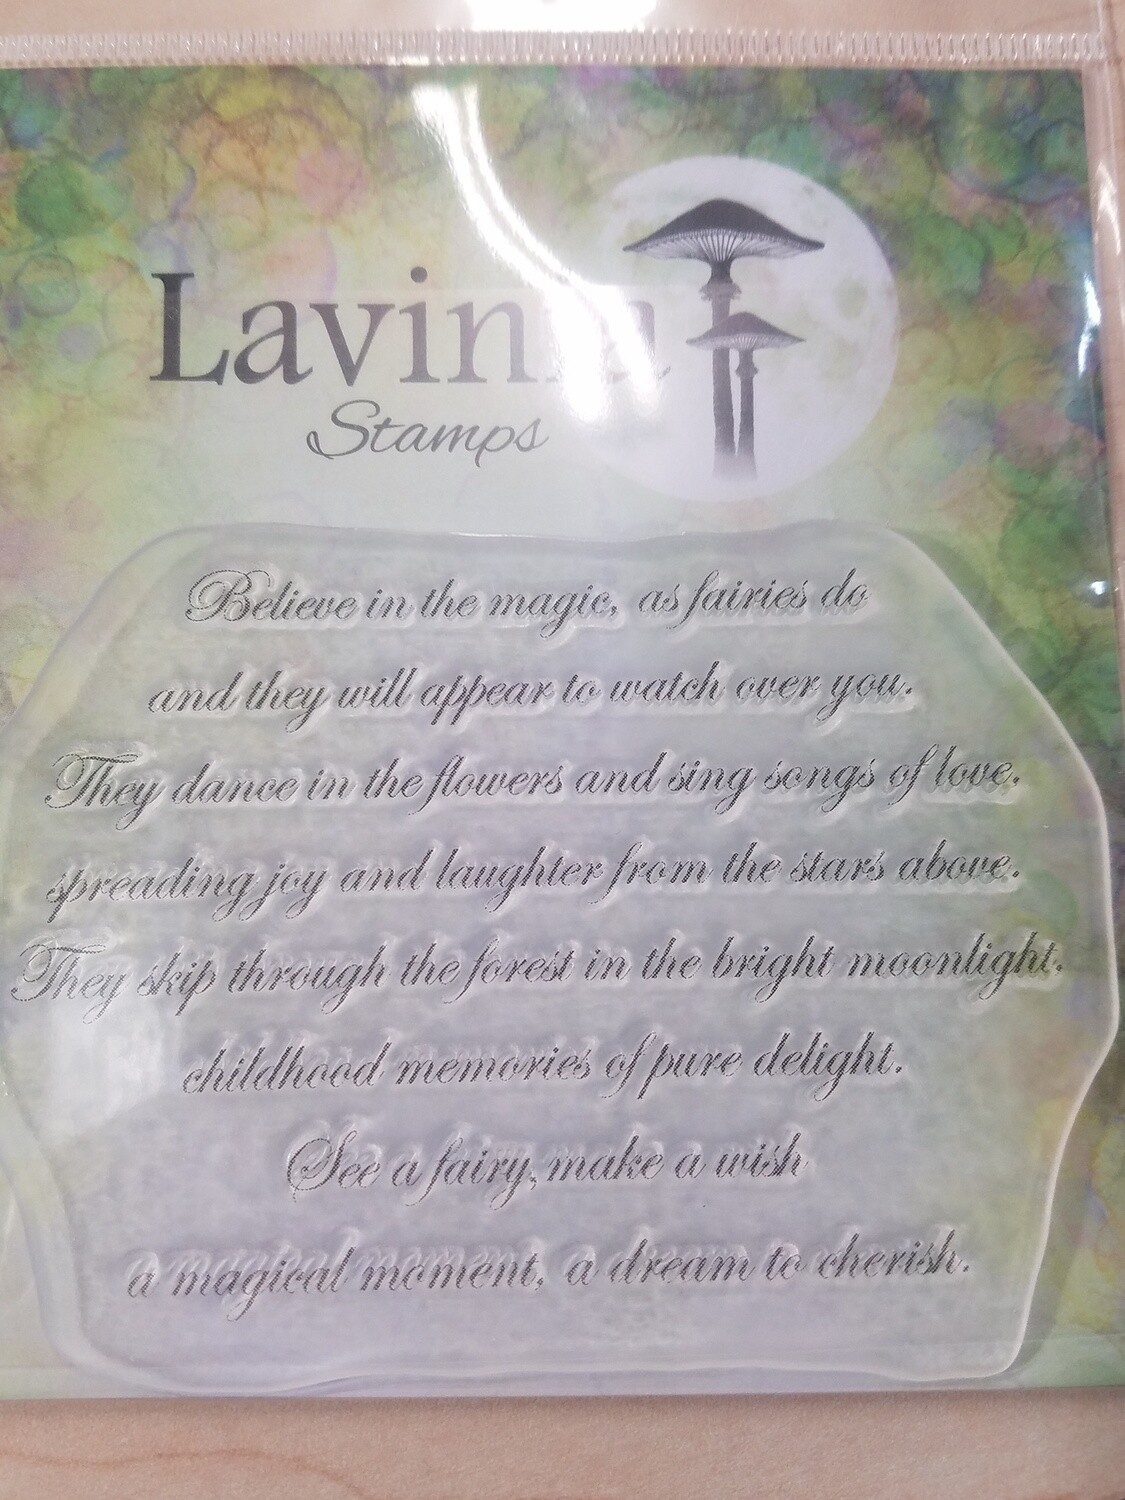 Lavinia
Stamps
Believe in the magic, as fairies do
and they will appear to watch over you.
They dance in the flowers and sing songs of love.
spreading joy and laughter from the stars above.
They skip through the forest in the bright moonlight.
childhood memories of pure delight.
See a fairy, make a wish
a magical moment, a dream to cherish.